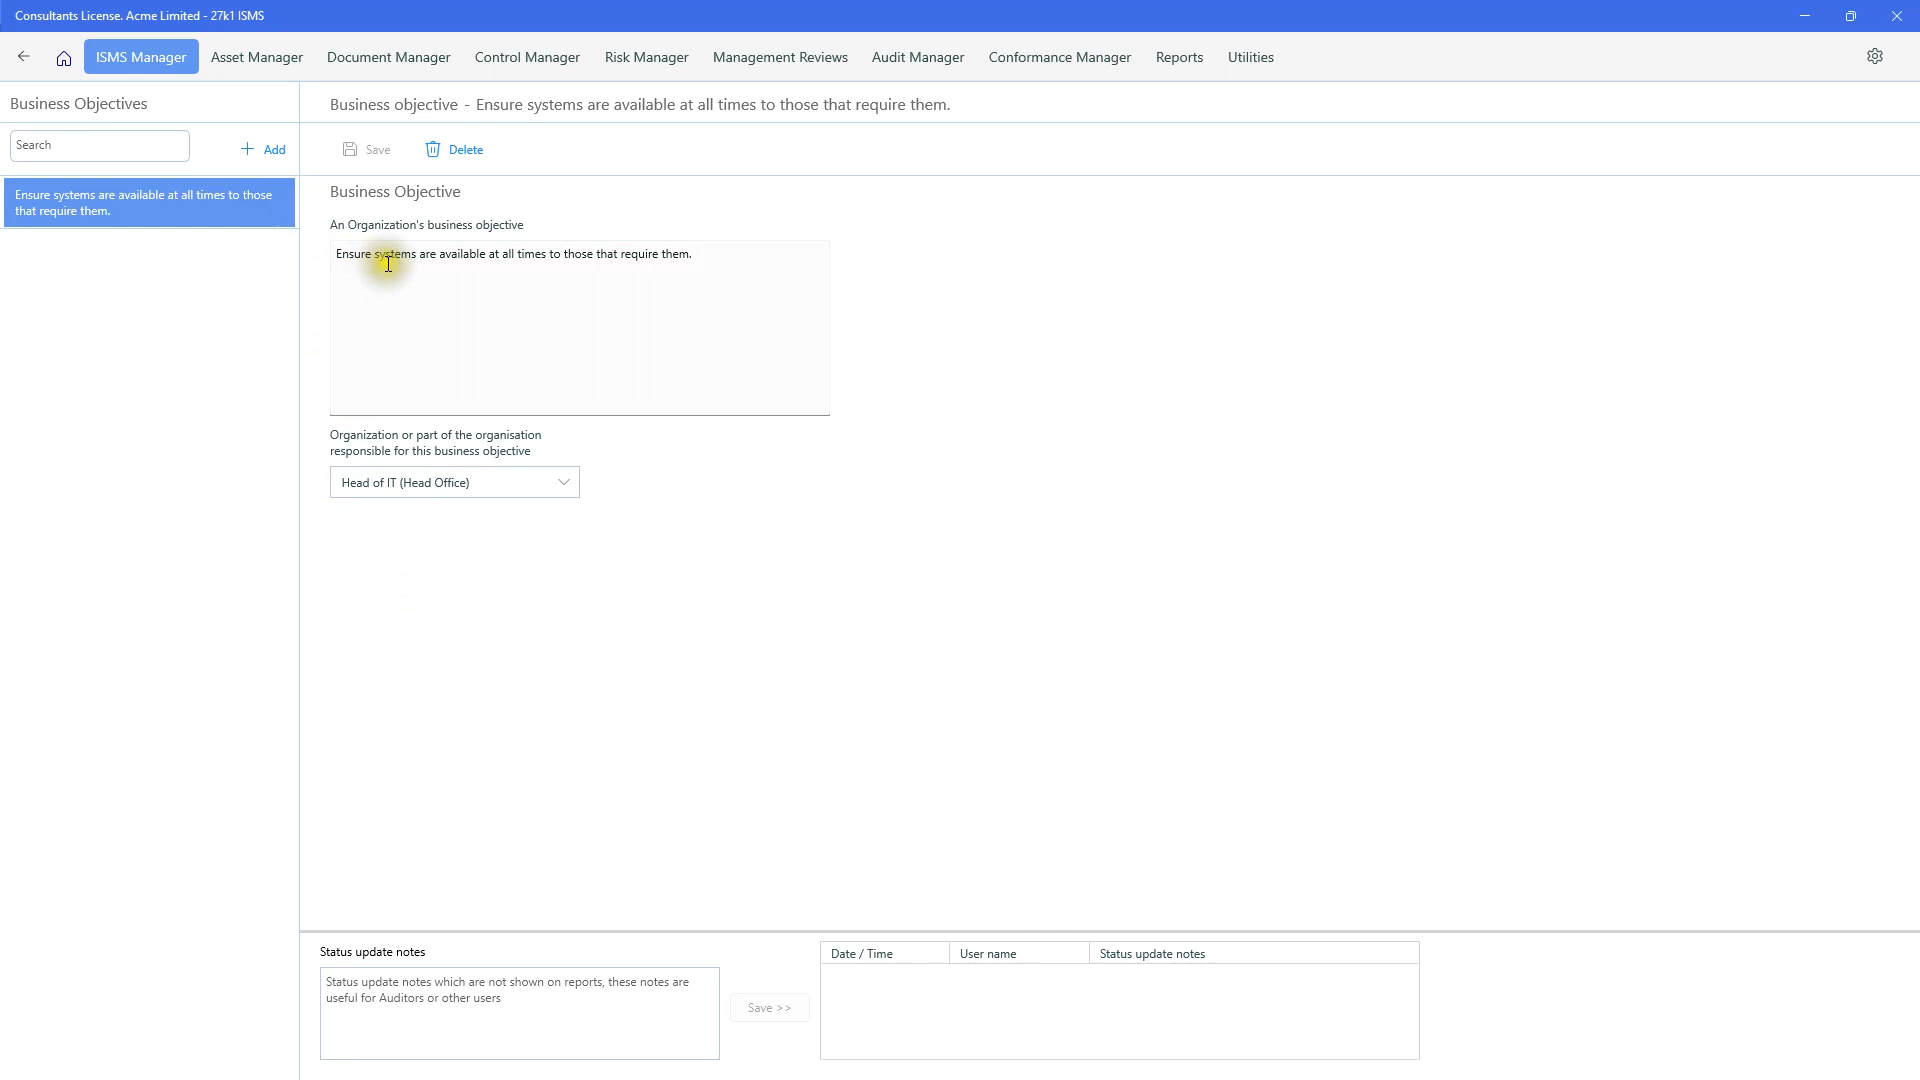 Consultants License. Acme Limited - 27k1 ISMS
ISMS Manager Asset Manager Document Manager Control Manager Risk Manager Management Reviews Audit Manager Conformance Manager Reports Utilities
Business Objectives
Business objective - Ensure systems are available at all times to those that require them.
Search
Add
Save
Delete
Ensure systems are available at all times to those
that require them.
Business Objective
An Organization's business objective
Ensure systems are available at all times to those that require them.
Organization or part of the organisation
responsible for this business objective
Head of IT (Head Office)
Status update notes
Status update notes which are not shown on reports, these notes are
useful for Auditors or other users
Save >>
Date / Time User name Status update notes